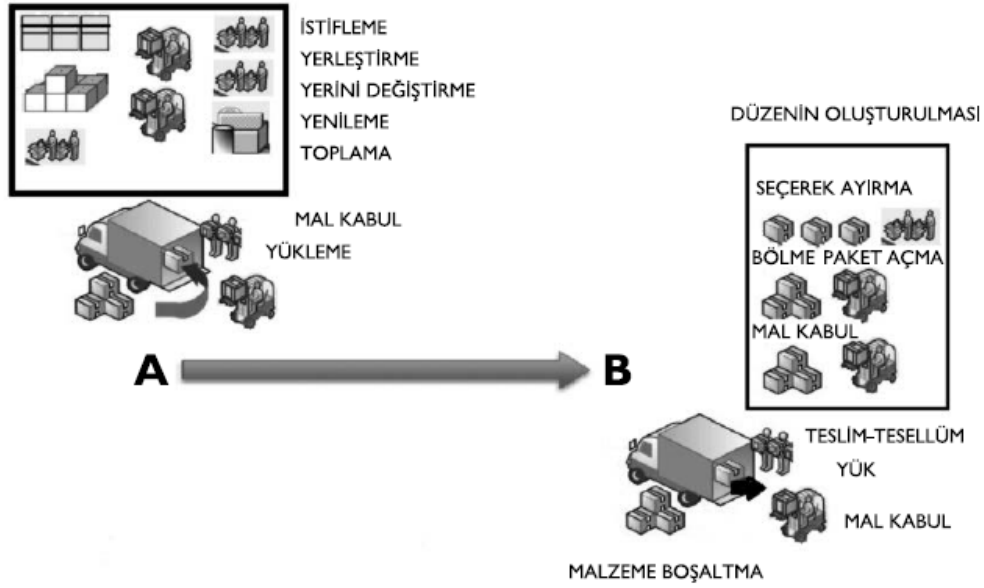 İSTİFLEME
YERLEŞTİRME
YERİNİ DEĞİŞTİRME
YENİLEME
TOPLAMA
MAL KABUL
YÜKLEME
A
B
DÜZENİN OLUŞTURULMASI
SEÇEREK AYIRMA
BÖLME PAKET AÇMA
MAL KABUL
TESLİM-TESELLÜM
YÜK
MAL KABUL
MALZEME BOŞALTMA